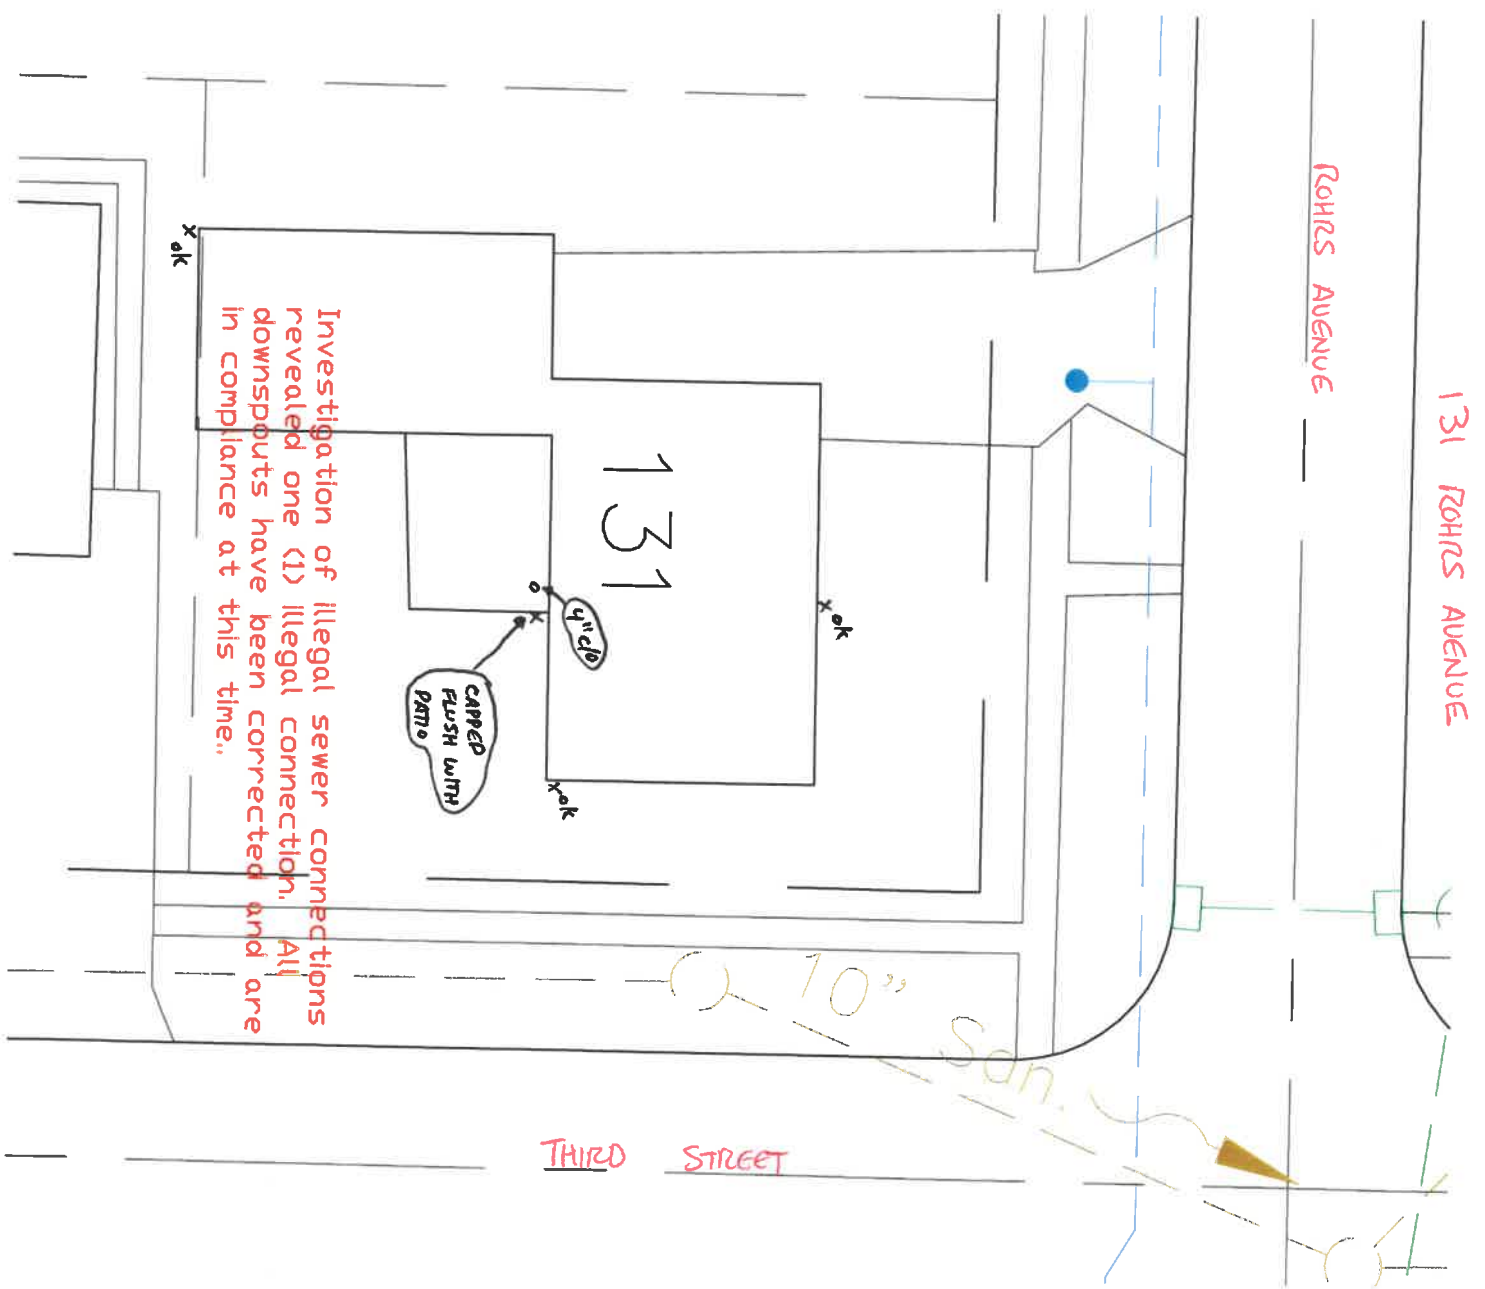 131 ROHRS AVENUE
ROHRS AVENUE
ok
131
4" c/o
ok
ok
ok
CAPPED
FLUSH WITH
PATIO
Investigation of illegal sewer connections
revealed one (1) illegal connection. All
downspouts have been corrected and are
in compliance at this time..
10" San.
THIRD STREET